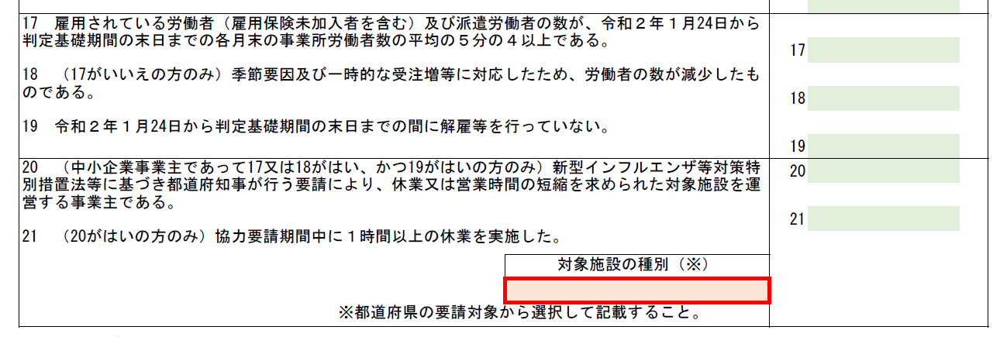 17　雇用されている労働者（雇用保険未加入者を含む）及び派遣労働者の数が、令和２年１月24日から
判定基礎期間の末日までの各月末の事業所労働者数の平均の５分の４以上である。
17
18　（17がいいえの方のみ）季節要因及び一時的な受注増等に対応したため、労働者の数が減少したも
のである。
18
19　令和２年１月24日から判定基礎期間の末日までの間に解雇等を行っていない。
19
20　（中小企業事業主であって17又は18がはい、かつ19がはいの方のみ）新型インフルエンザ等対策特
別措置法等に基づき都道府知事が行う要請により、休業又は営業時間の短縮を求められた対象施設を運
営する事業主である。
20
21　（20がはいの方のみ）協力要請期間中に１時間以上の休業を実施した。
21
対象施設の種別（※）
※都道府県の要請対象から選択して記載すること。